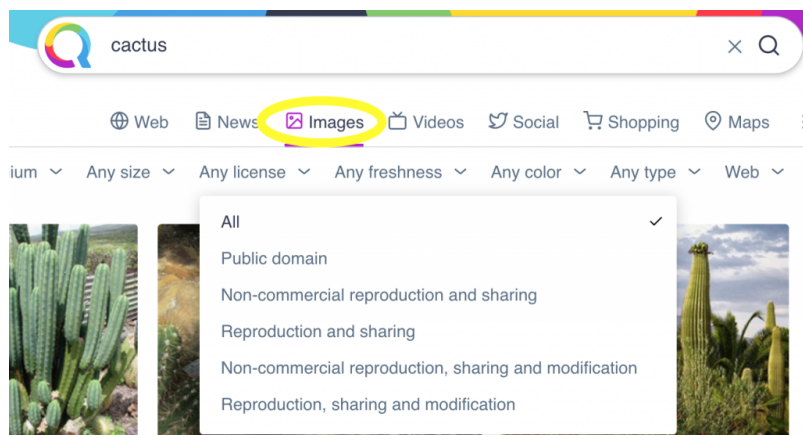 cactus
Web News Images Videos Social Shopping Maps
ium Any size Any license Any freshness Any color Any type Web
All
Public domain
Non-commercial reproduction and sharing
Reproduction and sharing
Non-commercial reproduction, sharing and modification
Reproduction, sharing and modification